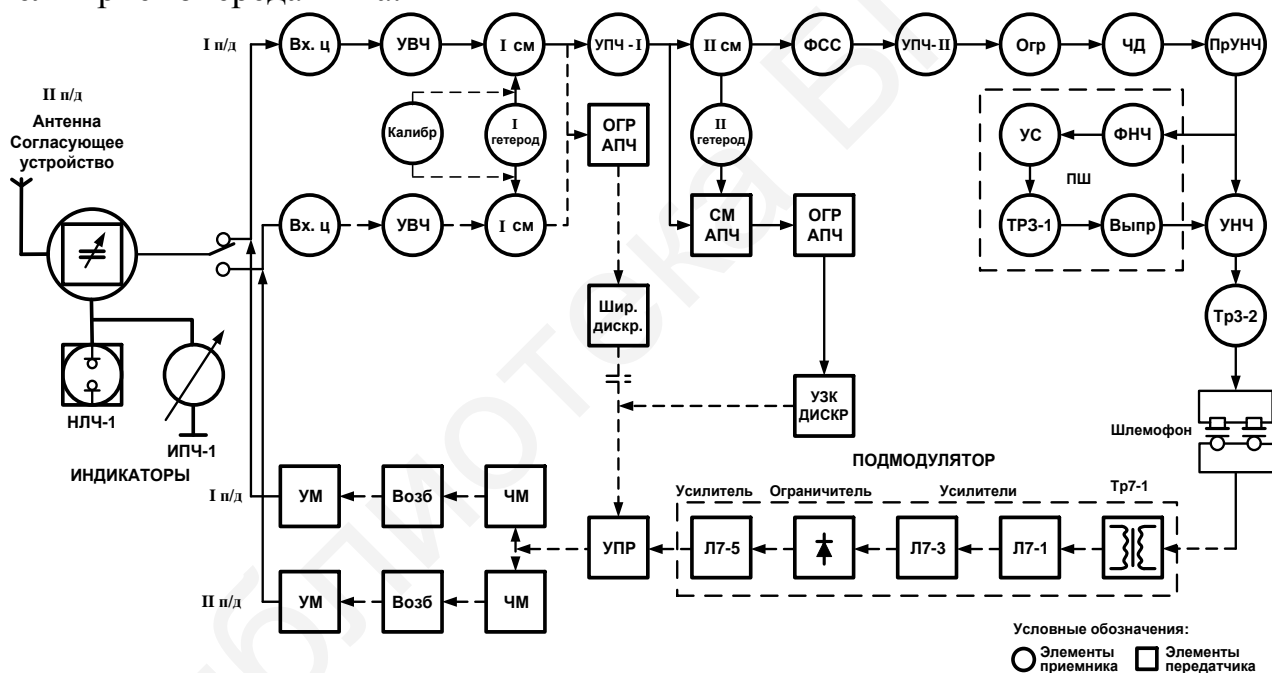 I п/д
Вх. ц
УВЧ
I см
УПЧ - I
II см
ФСС
УПЧ- II
Огр
ЧД
ПрУНЧ
II п/д
Антенна
Согласующее
устройство
Калибр
I
гетерод
ОГР
АПЧ
II
гетерод
УС
ФНЧ
ПШ
ТР3-1
Выпр
УНЧ
Вх. ц
УВЧ
I см
СМ
АПЧ
ОГР
АПЧ
Шир.
дискр.
Тр3-2
УЗК
ДИСКР
НЛЧ-1
ИПЧ-1
ИНДИКАТОРЫ
Шлемофон
ПОДМОДУЛЯТОР
I п/д
УМ
Возб
ЧМ
Усилитель
Ограничитель
Усилители
Тр7-1
УПР
Л7-5
Л7-3
Л7-1
II п/д
УМ
Возб
ЧМ
Условные обозначения:
Элементы
приемника
Элементы
передатчика